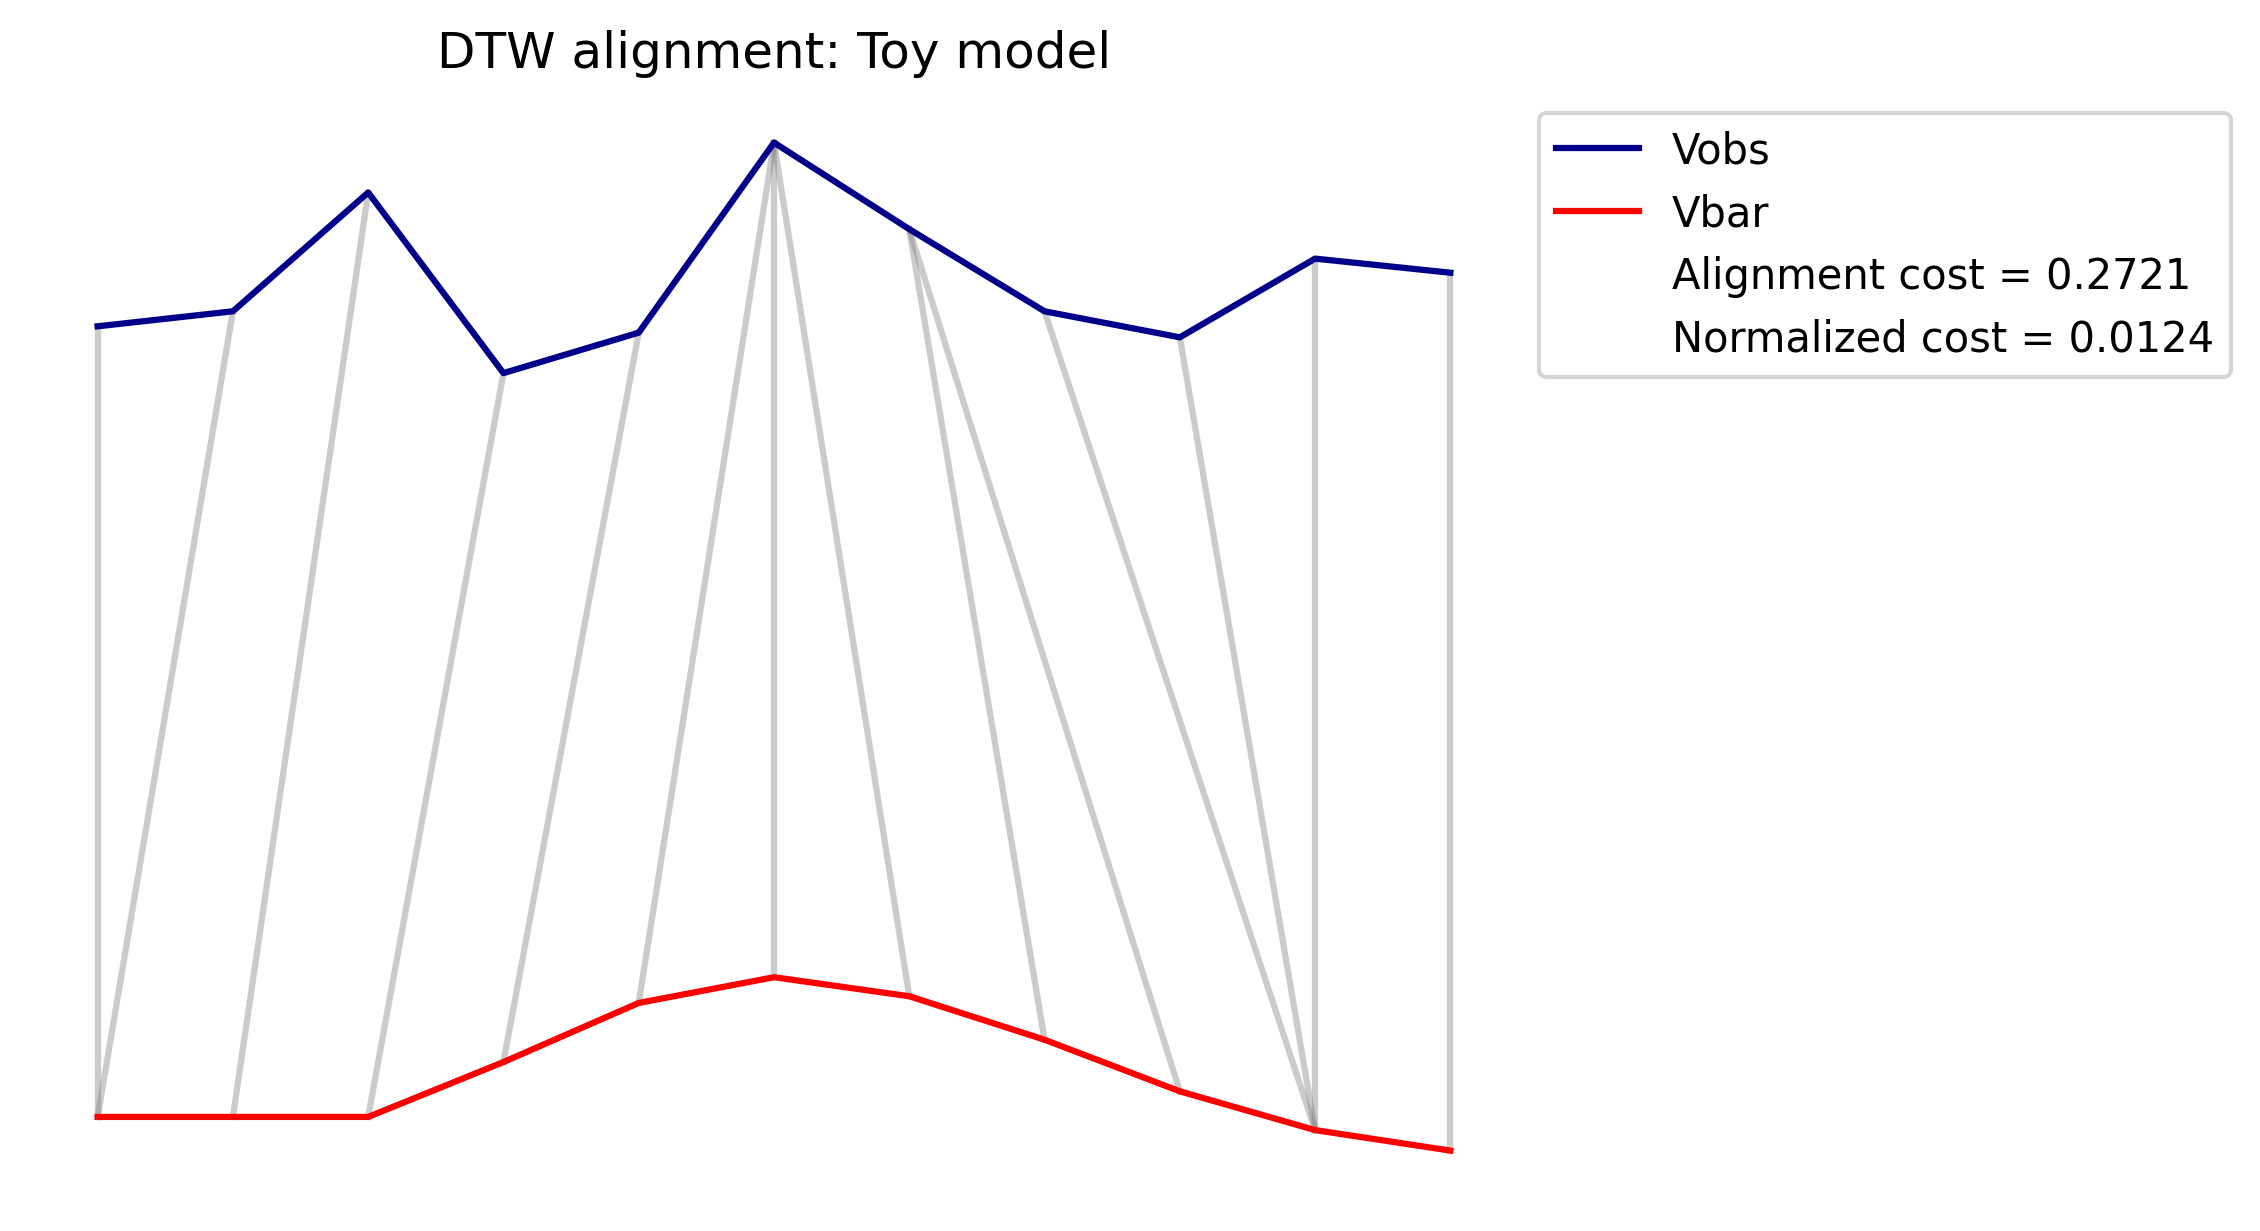 DTW alignment: Toy model
Vobs
Vbar
Alignment cost = 0.2721
Normalized cost = 0.0124